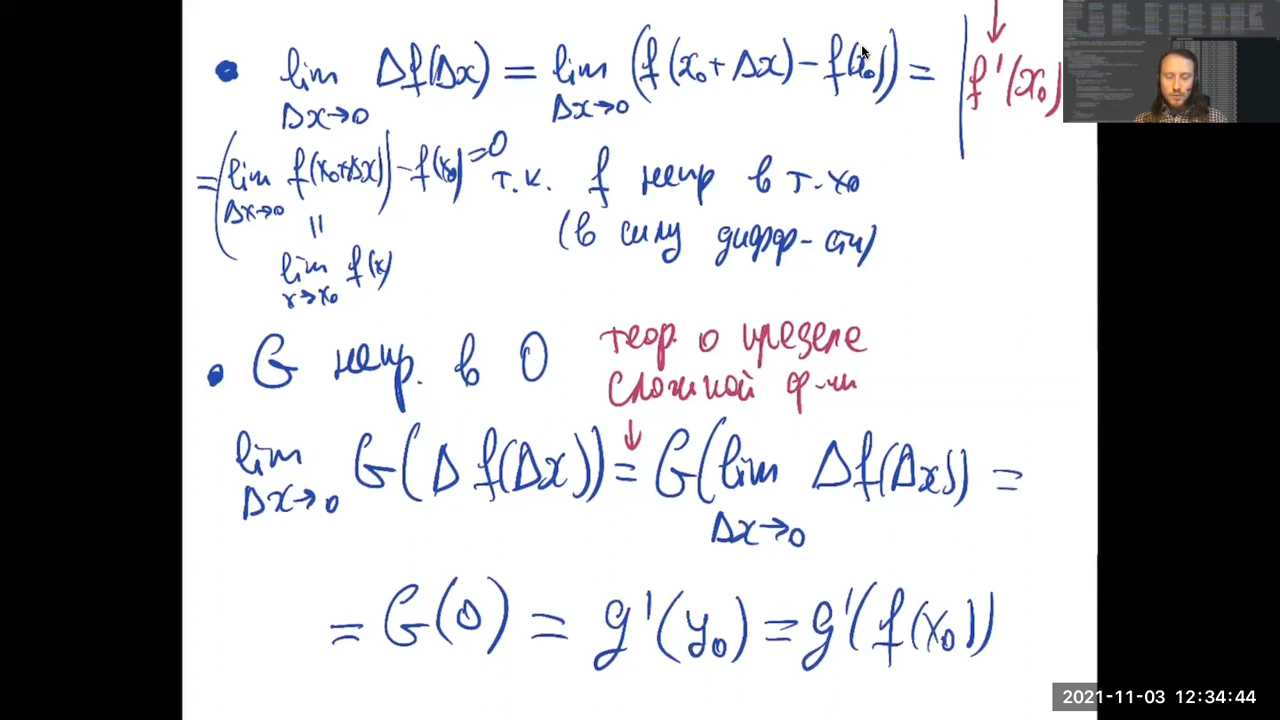 • lim Δf(Δx) = lim (f(x₀+Δx) − f(x₀)) =
Δx→0 Δx→0
f'(x₀)
= (lim f(x₀+Δx)) − f(x₀) = 0 т.к. f непр в т. x₀
Δx→0
(в силу дифф-сти)
||
lim f(x)
x→x₀
• G непр. в 0
теор о пределе
сложной ф-ии
lim G(Δf(Δx)) = G(lim Δf(Δx)) =
Δx→0 Δx→0
= G(0) = g'(y₀) = g'(f(x₀))
2021-11-03 12:34:44